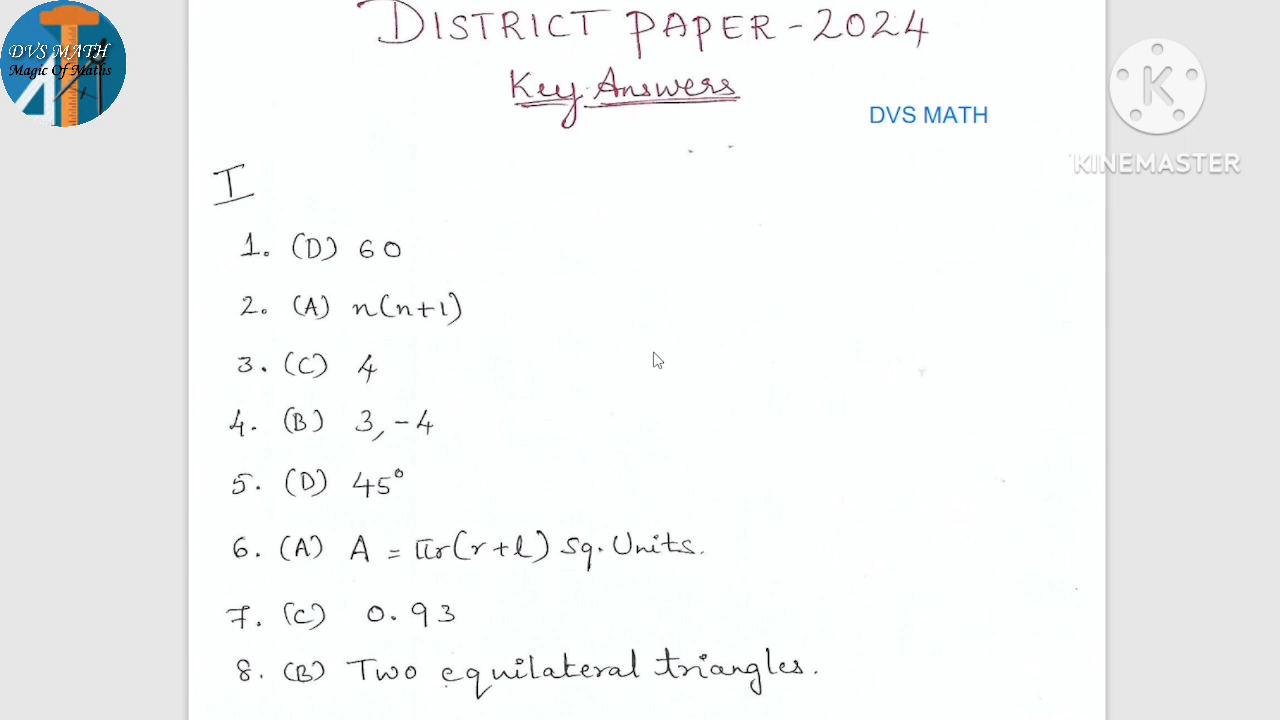 DVS MATH
Magic Of Maths
DISTRICT PAPER - 2024
Key Answers
DVS MATH
KINEMASTER
I
1. (D) 60
2. (A) n(n+1)
3. (C) 4
4. (B) 3, -4
5. (D) 45°
6. (A) A = πr(r+l) Sq. Units.
7. (C) 0.93
8. (B) Two equilateral triangles.